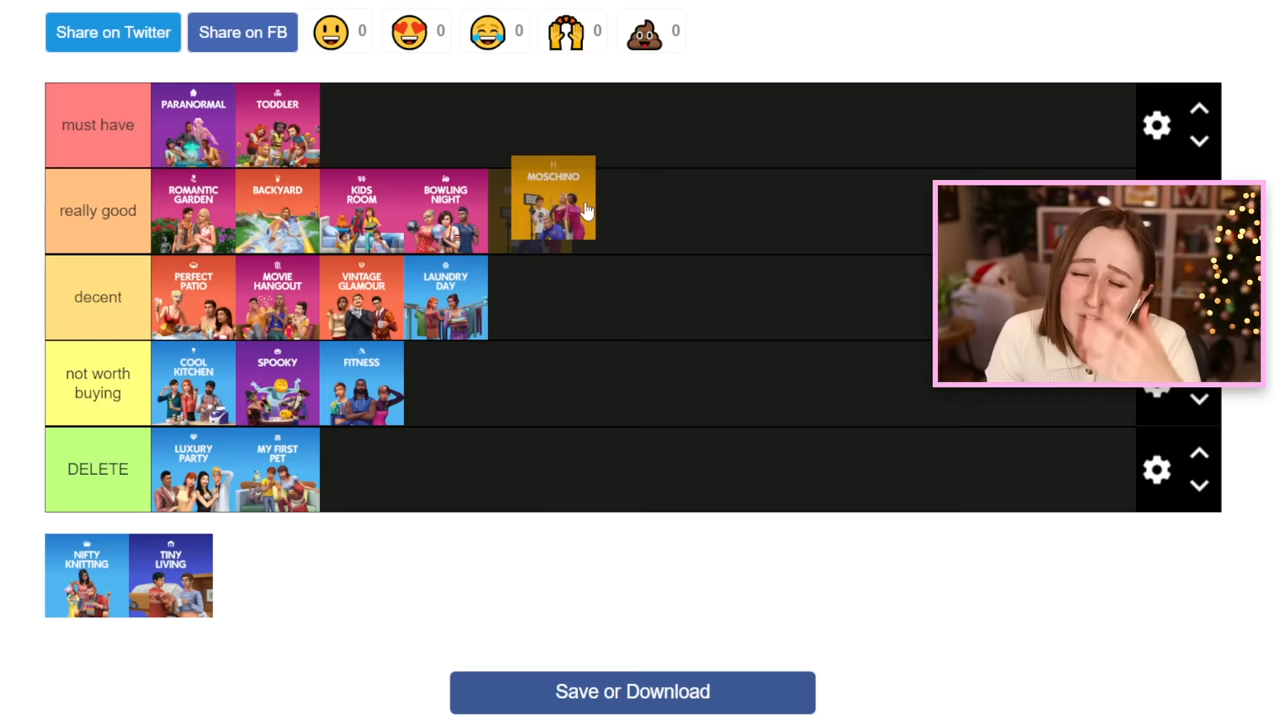 Share on Twitter
Share on FB
0
0
0
0
0
must have
PARANORMAL
TODDLER
really good
ROMANTIC
GARDEN
BACKYARD
KIDS
ROOM
BOWLING
NIGHT
MOSCHINO
decent
PERFECT
PATIO
MOVIE
HANGOUT
VINTAGE
GLAMOUR
LAUNDRY
DAY
not worth
buying
COOL
KITCHEN
SPOOKY
FITNESS
DELETE
LUXURY
PARTY
MY FIRST
PET
NIFTY
KNITTING
TINY
LIVING
Save or Download